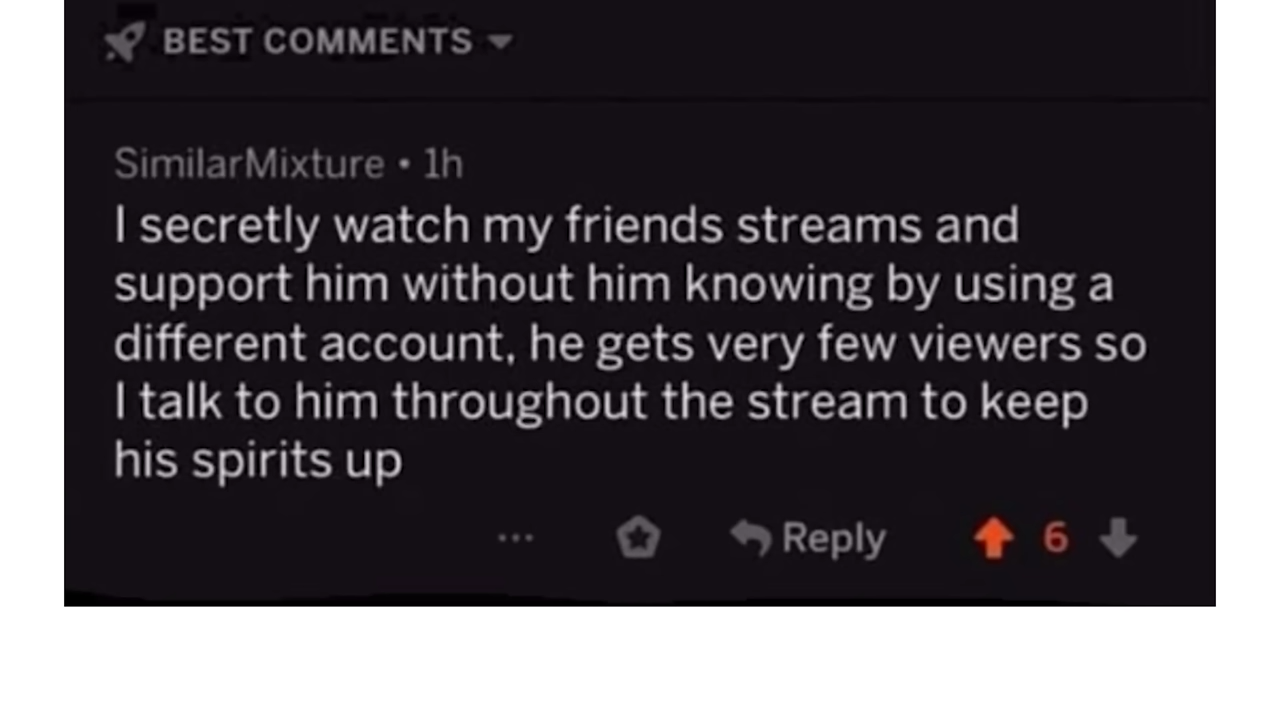 BEST COMMENTS
SimilarMixture • 1h
I secretly watch my friends streams and
support him without him knowing by using a
different account, he gets very few viewers so
I talk to him throughout the stream to keep
his spirits up
... Reply 6